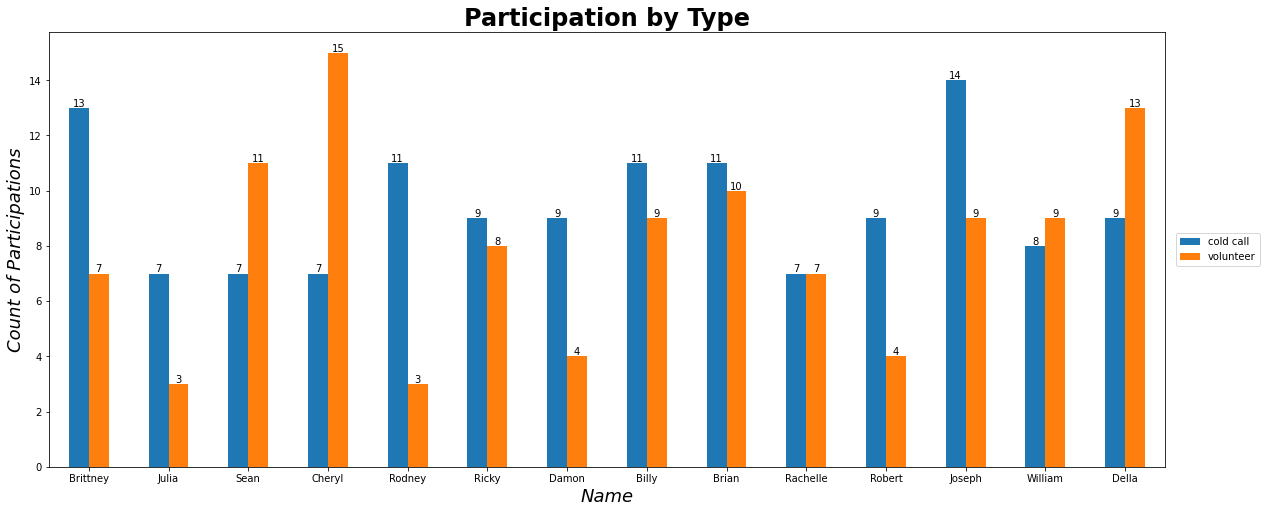 Participation by Type
Count of Participations
14
12
10
8
6
4
2
0
13 7 7 3 7 11 7 15 11 3 9 8 9 4 11 9 11 10 7 7 9 4 14 9 8 9 9 13
Brittney Julia Sean Cheryl Rodney Ricky Damon Billy Brian Rachelle Robert Joseph William Della
Name
cold call
volunteer